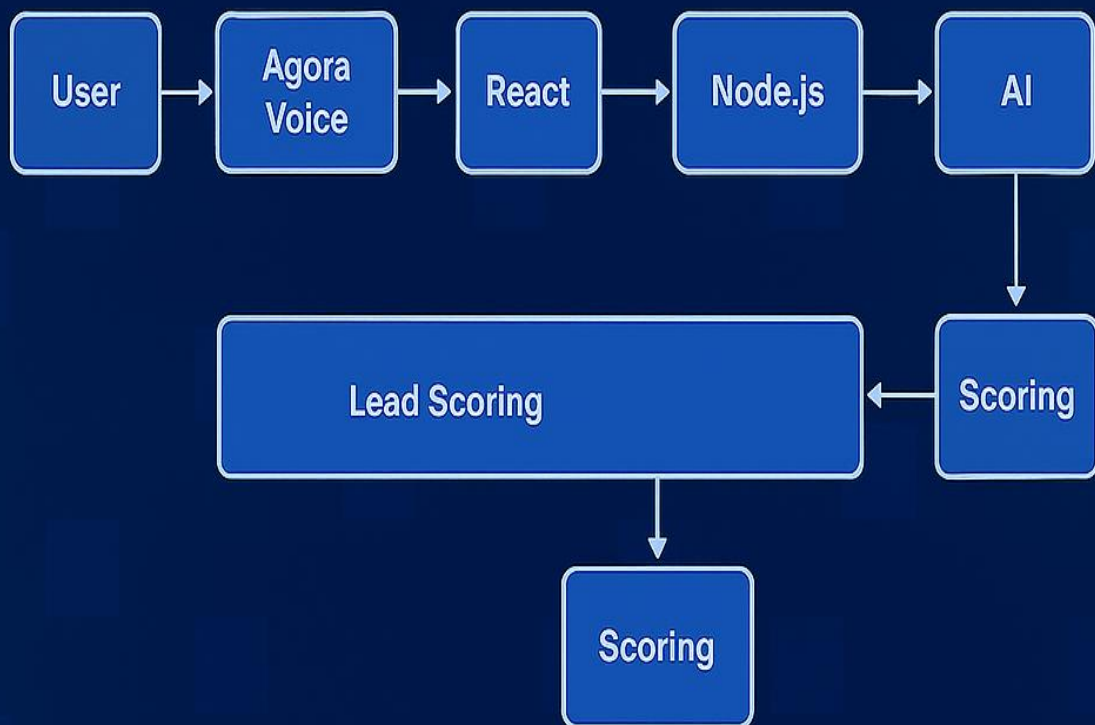 User
Agora
Voice
React
Node.js
AI
Lead Scoring
Scoring
Scoring